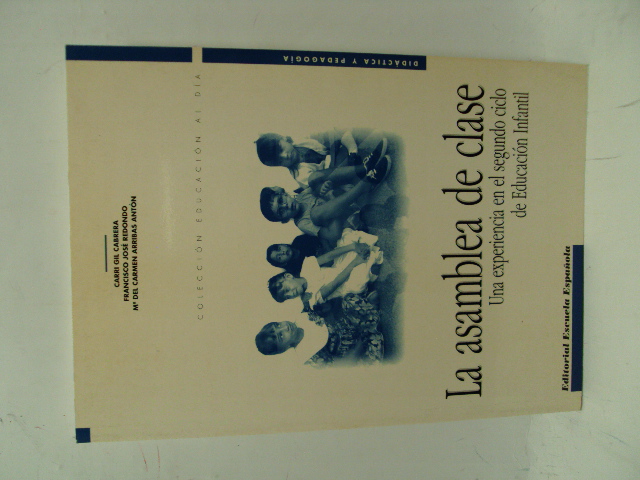 CARRI GIL CABRERA
FRANCISCO JOSÉ REDONDO
Mª DEL CARMEN ARRIBAS ANTÓN
COLECCIÓN EDUCACIÓN AL DÍA
DIDÁCTICA Y PEDAGOGÍA
La asamblea de clase
Una experiencia en el segundo ciclo
de Educación Infantil
Editorial Escuela Española